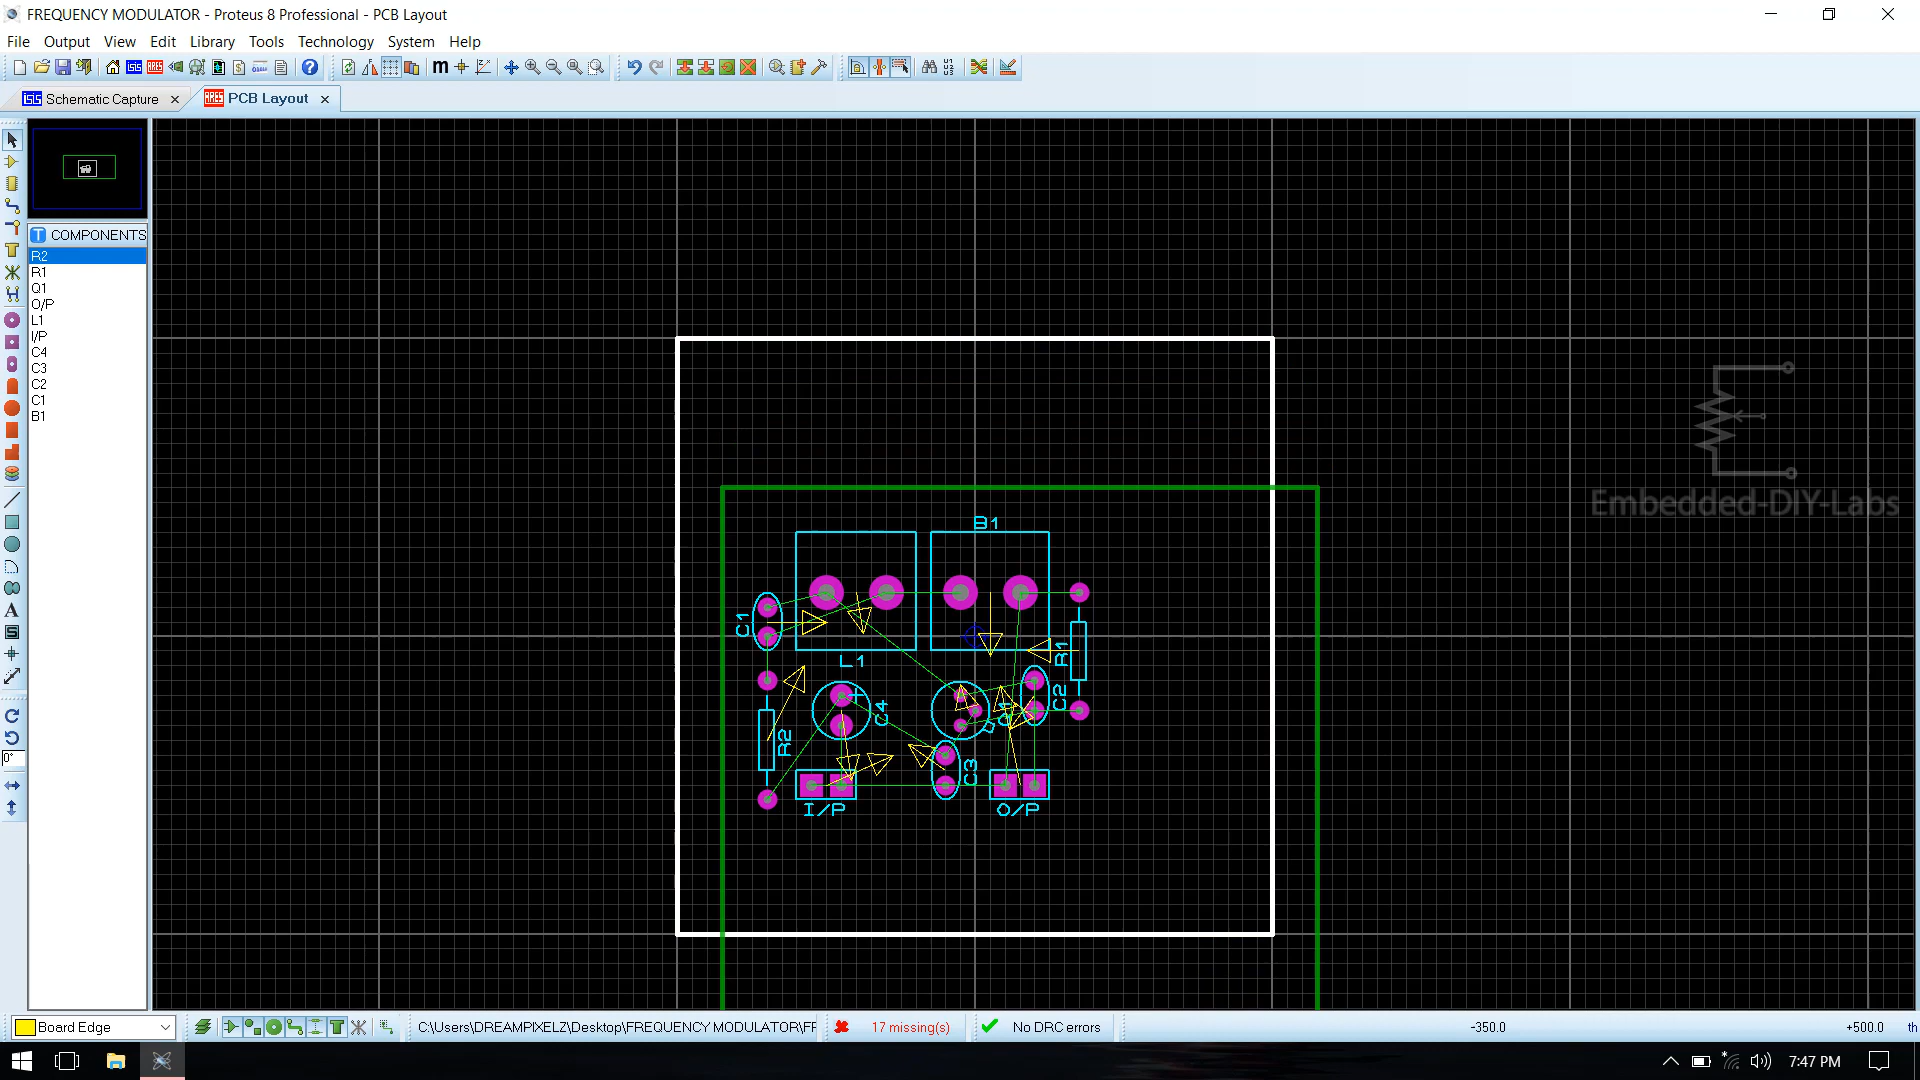 FREQUENCY MODULATOR - Proteus 8 Professional - PCB Layout
File Output View Edit Library Tools Technology System Help
Schematic Capture
PCB Layout
COMPONENTS
R2
R1
Q1
O/P
L1
I/P
C4
C3
C2
C1
B1
0°
B1
C1
L1
R1
C2
C4
Q1
R2
C3
I/P
O/P
Embedded-DIY-Labs
Board Edge
C:\Users\DREAMPIXELZ\Desktop\FREQUENCY MODULATOR\FF
17 missing(s)
No DRC errors
-350.0
+500.0
th
7:47 PM